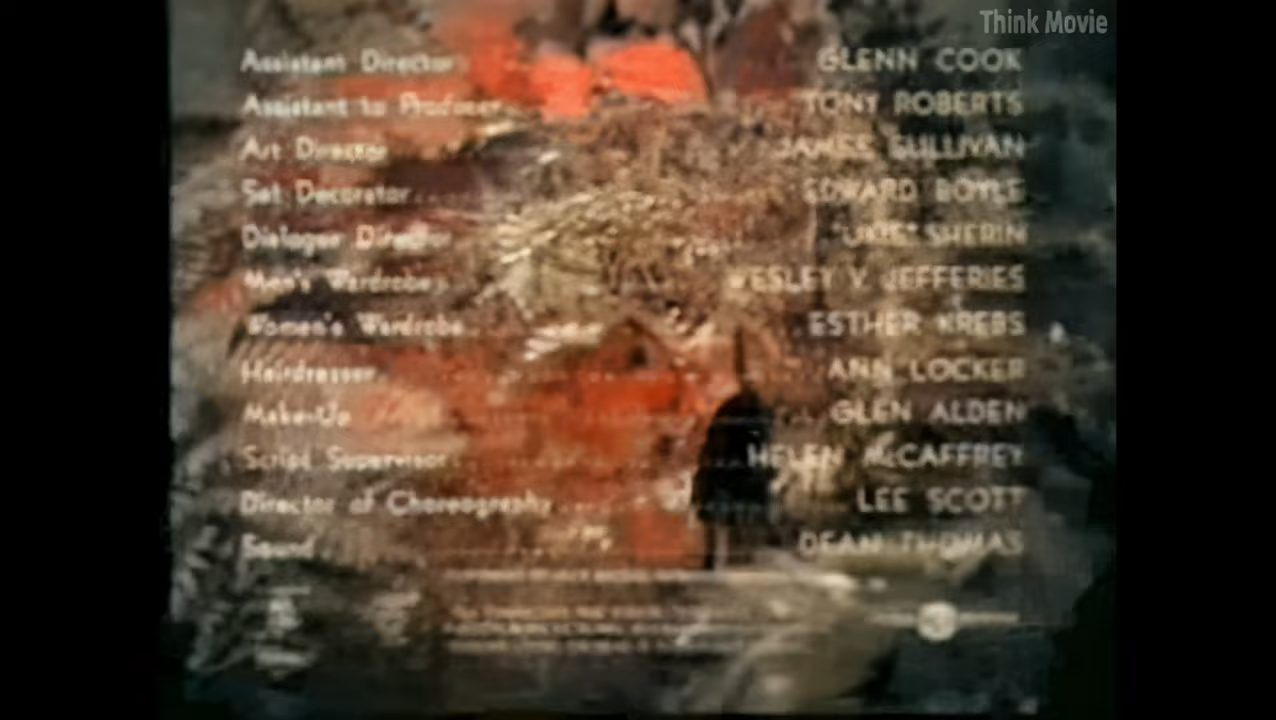 Think Movie
Assistant Director GLENN COOK
Assistant to Producer TONY ROBERTS
Art Director JAMES SULLIVAN
Set Decorator EDWARD BOYLE
Dialogue Director "UKIE" SHERIN
Men's Wardrobe WESLEY V. JEFFERIES
Women's Wardrobe ESTHER KREBS
Hairdresser ANN LOCKER
Make-Up GLEN ALDEN
Script Supervisor HELEN McCAFFREY
Director of Choreography LEE SCOTT
Sound DEAN THOMAS